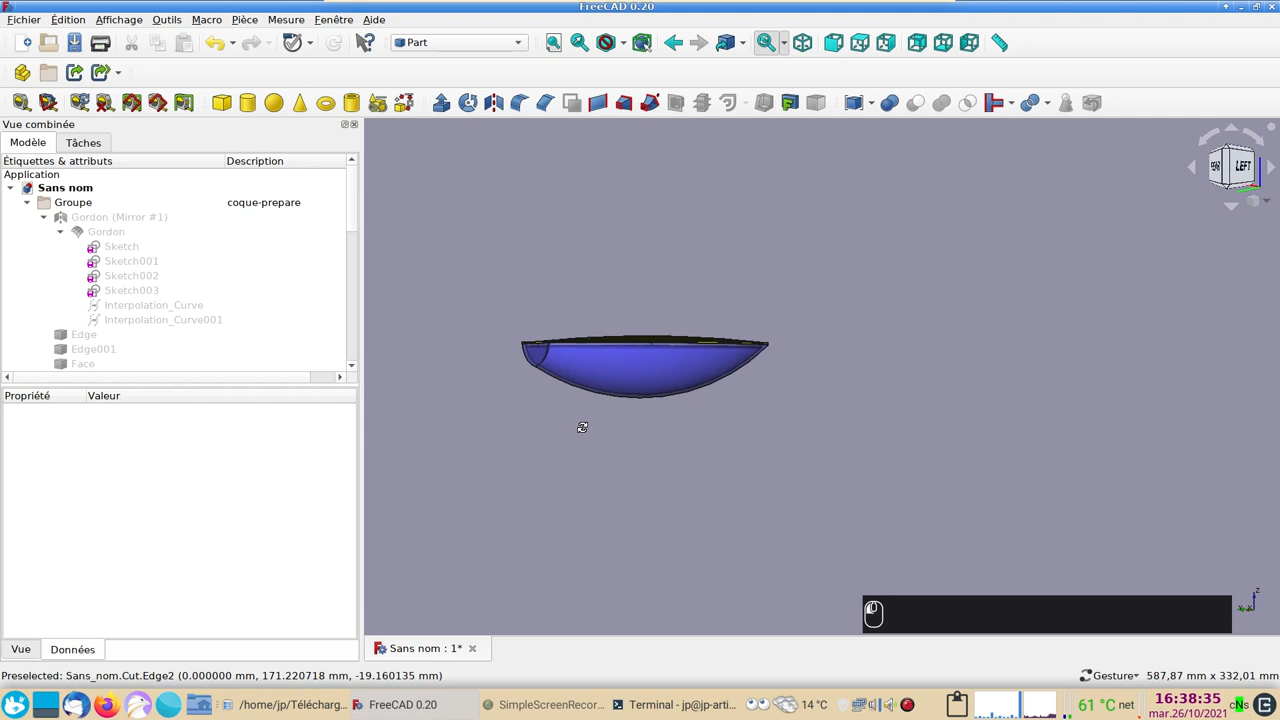 FreeCAD 0.20
Fichier Édition Affichage Outils Macro Pièce Mesure Fenêtre Aide
Part
Vue combinée
Modèle Tâches
Étiquettes & attributs Description
Application
Sans nom
Groupe coque-prepare
Gordon (Mirror #1)
Gordon
Sketch
Sketch001
Sketch002
Sketch003
Interpolation_Curve
Interpolation_Curve001
Edge
Edge001
Face
Propriété Valeur
LEFT
Z
Vue Données
Sans nom : 1*
Preselected: Sans_nom.Cut.Edge2 (0.000000 mm, 171.220718 mm, -19.160135 mm)
Gesture 587,87 mm x 332,01 mm
/home/jp/Télécharg... FreeCAD 0.20 SimpleScreenRecor... Terminal - jp@jp-arti... 14 °C 61 °C net 16:38:35
mar.26/10/2021